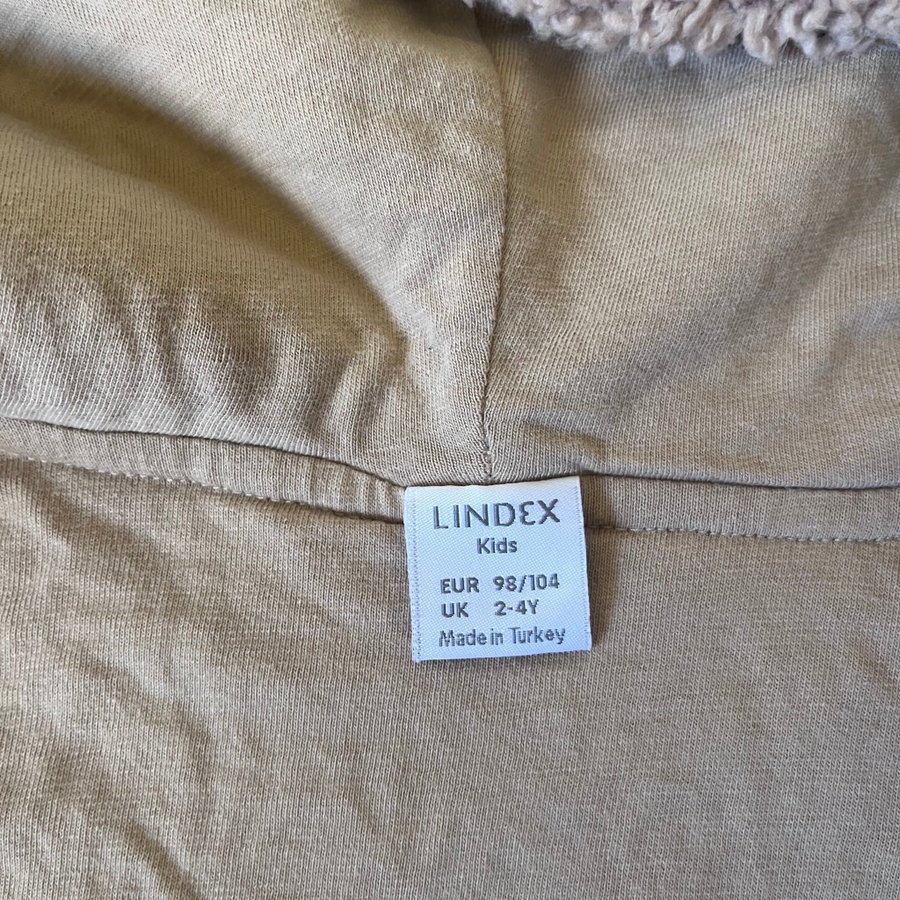 LINDEX
Kids
EUR 98/104
UK 2-4Y
Made in Turkey